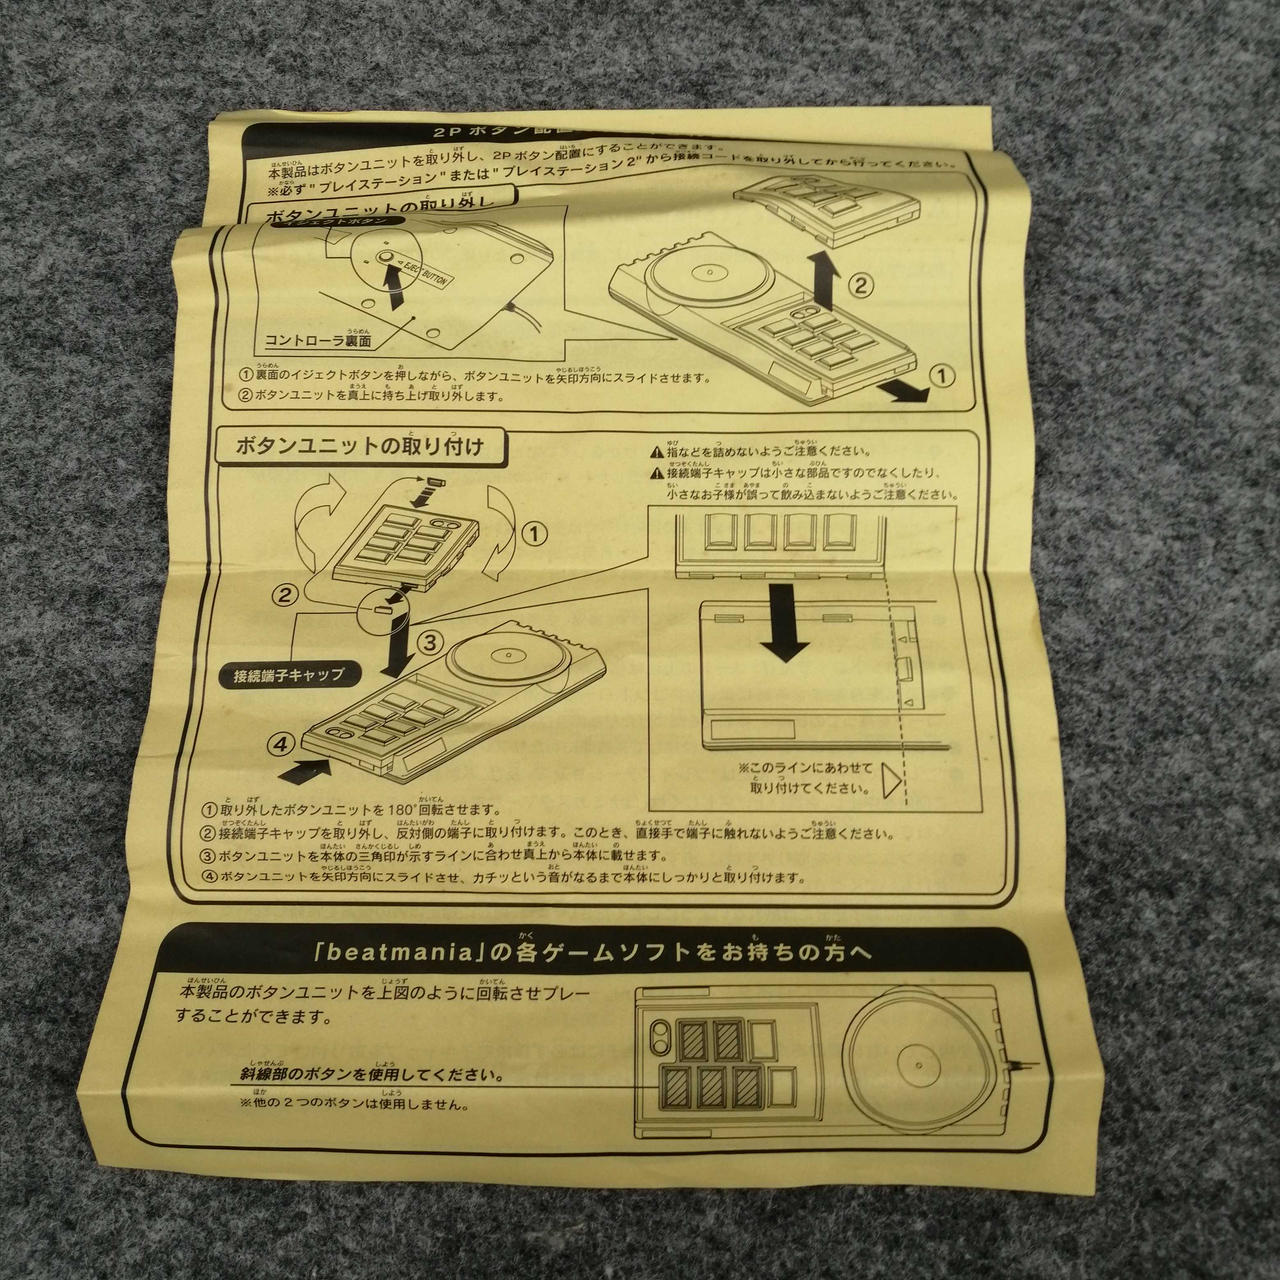 2Pボタン配置
本製品はボタンユニットを取り外し、2Pボタン配置にすることができます。
※必ず"プレイステーション"または"プレイステーション2"から接続コードを取り外してから行ってください。
ボタンユニットの取り外し
イジェクトボタン
EJECT BUTTON
コントローラ裏面
②
①
①裏面のイジェクトボタンを押しながら、ボタンユニットを矢印方向にスライドさせます。
②ボタンユニットを真上に持ち上げ取り外します。
ボタンユニットの取り付け
指などを詰めないようご注意ください。
接続端子キャップは小さな部品ですのでなくしたり、
小さなお子様が誤って飲み込まないようご注意ください。
①
②
③
接続端子キャップ
④
※このラインにあわせて
取り付けてください。
①取り外したボタンユニットを180°回転させます。
②接続端子キャップを取り外し、反対側の端子に取り付けます。このとき、直接手で端子に触れないようご注意ください。
③ボタンユニットを本体の三角印が示すラインに合わせ真上から本体に載せます。
④ボタンユニットを矢印方向にスライドさせ、カチッという音がなるまで本体にしっかりと取り付けます。
「beatmania」の各ゲームソフトをお持ちの方へ
本製品のボタンユニットを上図のように回転させプレー
することができます。
斜線部のボタンを使用してください。
※他の2つのボタンは使用しません。